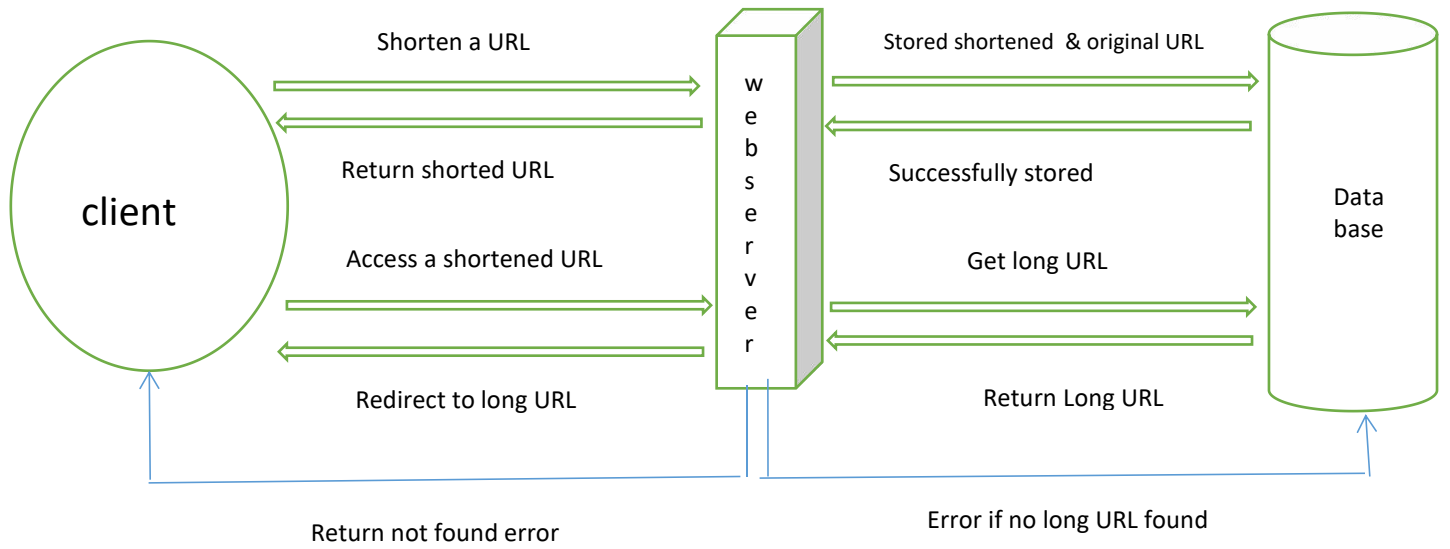 Shorten a URL
Stored shortened & original URL
webserver
Return shorted URL
Successfully stored
client
Data
base
Access a shortened URL
Get long URL
Redirect to long URL
Return Long URL
Return not found error
Error if no long URL found